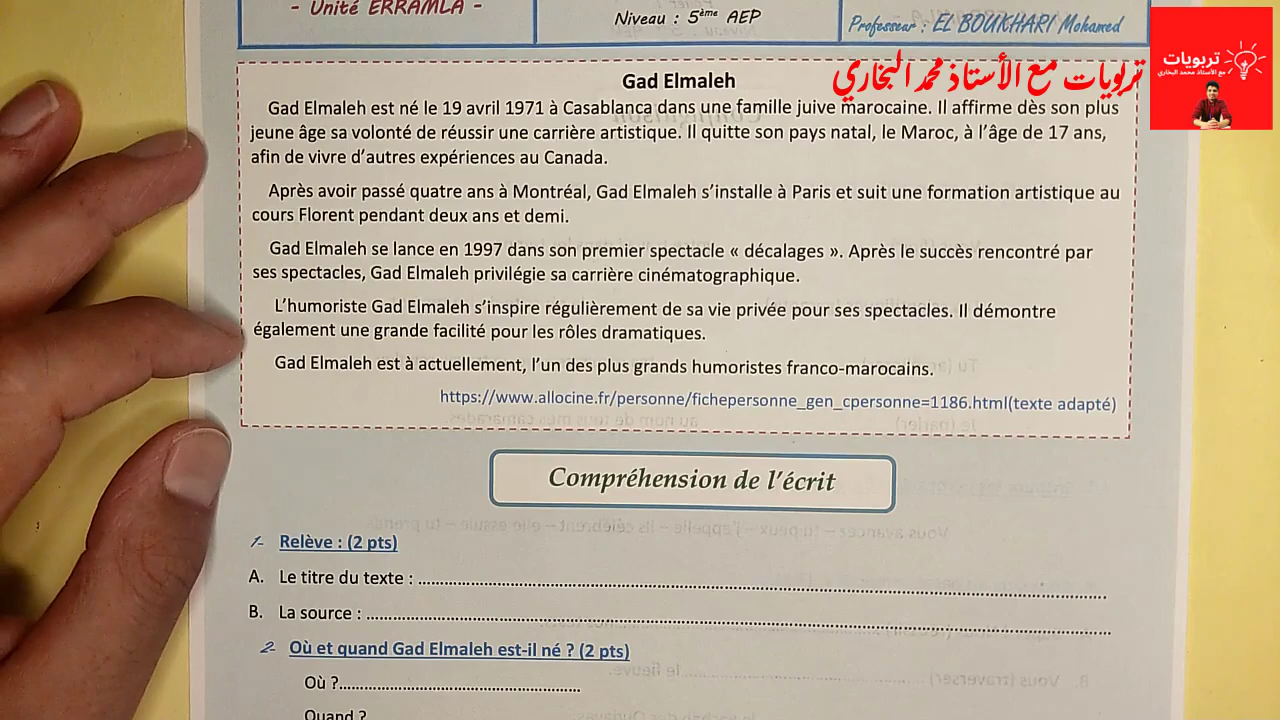 - Unité ERRAMLA -
Niveau : 5ème AEP
Professeur : EL BOUKHARI Mohamed
تربويات
مع الأستاذ محمد البخاري
تربويات مع الأستاذ محمد البخاري
Gad Elmaleh
Gad Elmaleh est né le 19 avril 1971 à Casablanca dans une famille juive marocaine. Il affirme dès son plus
jeune âge sa volonté de réussir une carrière artistique. Il quitte son pays natal, le Maroc, à l’âge de 17 ans,
afin de vivre d’autres expériences au Canada.
Après avoir passé quatre ans à Montréal, Gad Elmaleh s’installe à Paris et suit une formation artistique au
cours Florent pendant deux ans et demi.
Gad Elmaleh se lance en 1997 dans son premier spectacle « décalages ». Après le succès rencontré par
ses spectacles, Gad Elmaleh privilégie sa carrière cinématographique.
L’humoriste Gad Elmaleh s’inspire régulièrement de sa vie privée pour ses spectacles. Il démontre
également une grande facilité pour les rôles dramatiques.
Gad Elmaleh est à actuellement, l’un des plus grands humoristes franco-marocains.
https://www.allocine.fr/personne/fichepersonne_gen_cpersonne=1186.html(texte adapté)
Compréhension de l’écrit
1- Relève : (2 pts)
A. Le titre du texte : ................................................
B. La source : ................................................
2- Où et quand Gad Elmaleh est-il né ? (2 pts)
Où ?................................................
Quand ?